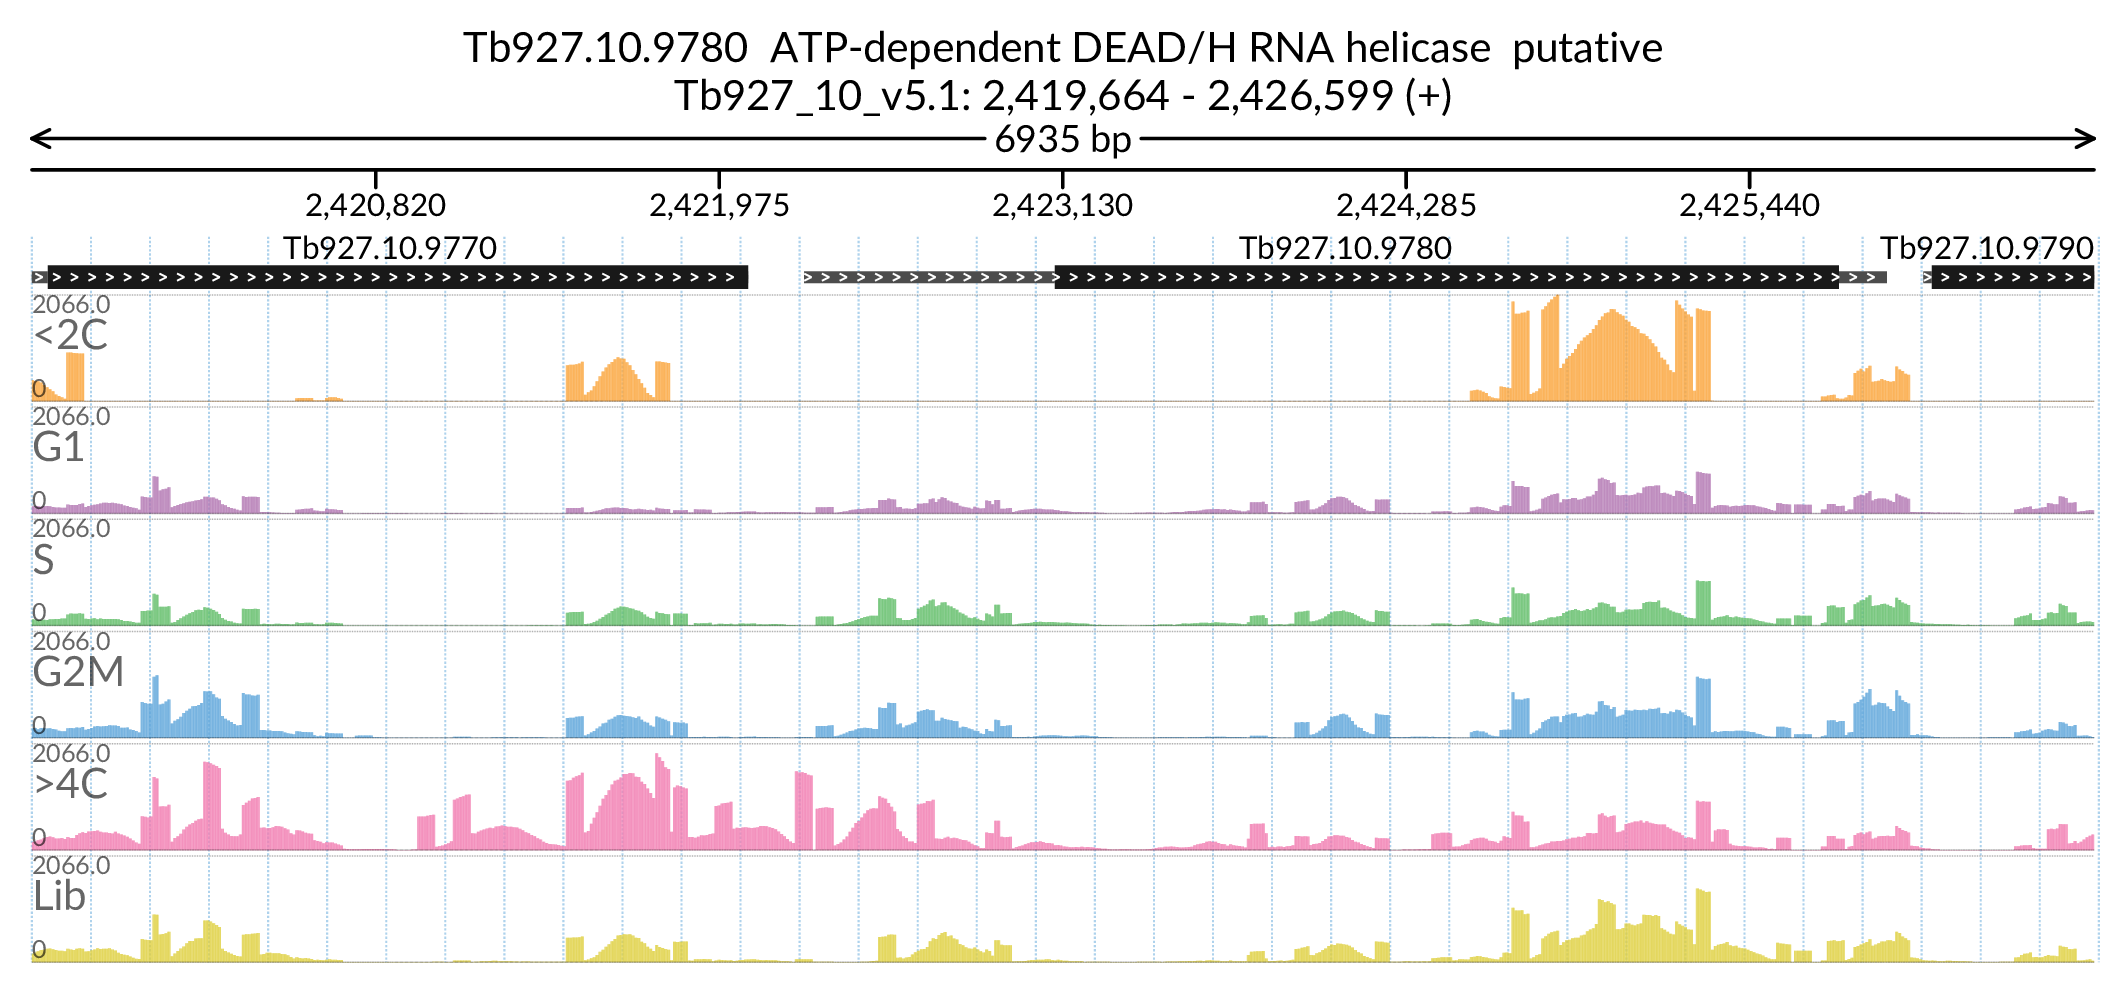 Tb927.10.9780  ATP-dependent DEAD/H RNA helicase  putative
Tb927_10_v5.1: 2,419,664 - 2,426,599 (+)
6935 bp
2,420,820 2,421,975 2,423,130 2,424,285 2,425,440
Tb927.10.9770 Tb927.10.9780 Tb927.10.9790
2066.0
<2C
0
2066.0
G1
0
2066.0
S
0
2066.0
G2M
0
2066.0
>4C
0
2066.0
Lib
0